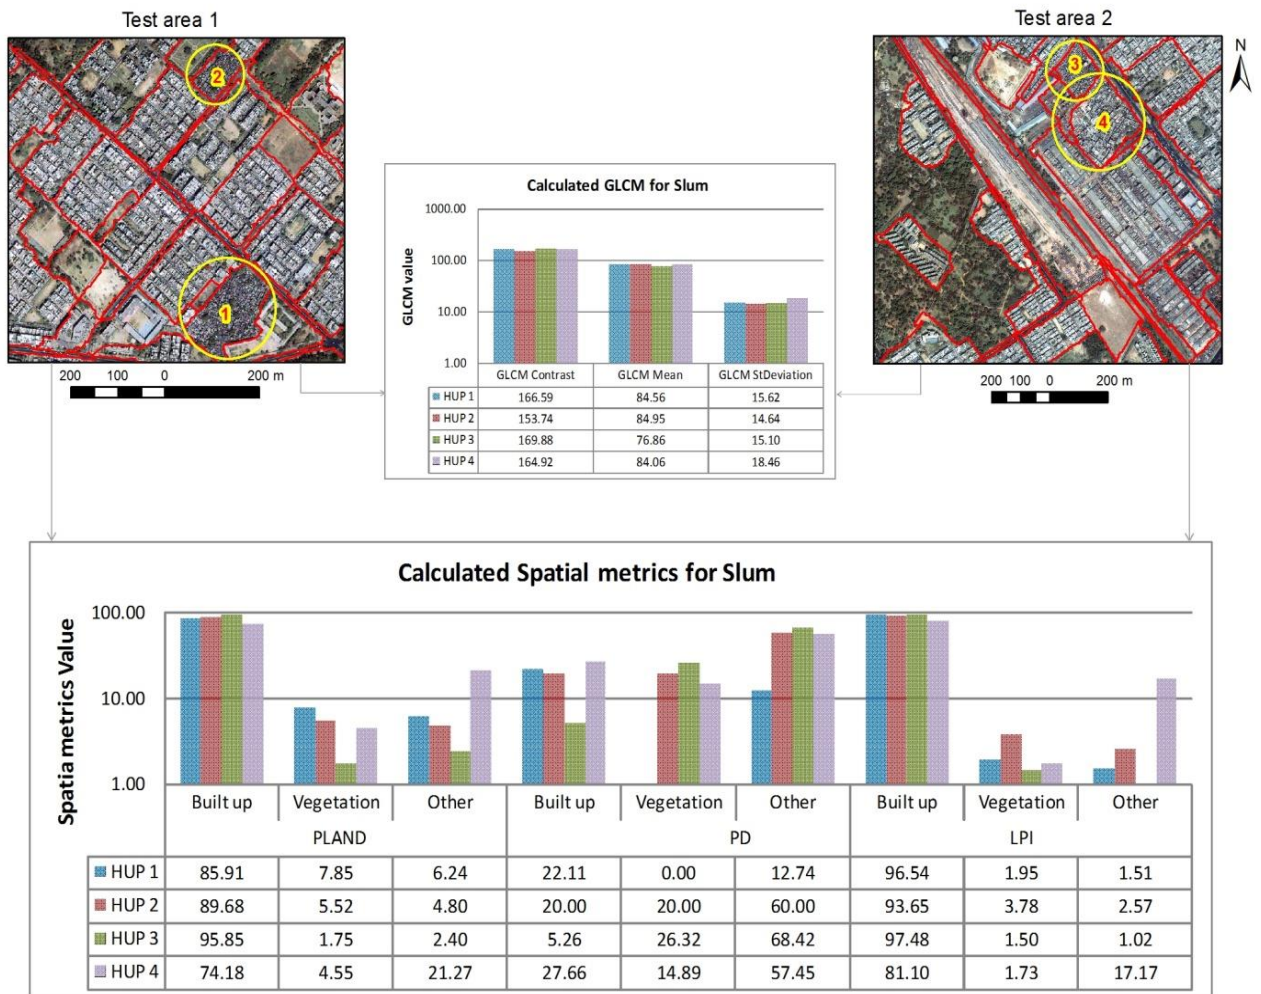 Test area 1
Test area 2
N
2
1
3
4
200 100 0 200 m
200 100 0 200 m
Calculated GLCM for Slum
GLCM value
1000.00
100.00
10.00
1.00
GLCM Contrast GLCM Mean GLCM StDeviation
HUP 1 166.59 84.56 15.62
HUP 2 153.74 84.95 14.64
HUP 3 169.88 76.86 15.10
HUP 4 164.92 84.06 18.46
Calculated Spatial metrics for Slum
Spatia metrics Value
100.00
10.00
1.00
Built up Vegetation Other Built up Vegetation Other Built up Vegetation Other
PLAND PD LPI
HUP 1 85.91 7.85 6.24 22.11 0.00 12.74 96.54 1.95 1.51
HUP 2 89.68 5.52 4.80 20.00 20.00 60.00 93.65 3.78 2.57
HUP 3 95.85 1.75 2.40 5.26 26.32 68.42 97.48 1.50 1.02
HUP 4 74.18 4.55 21.27 27.66 14.89 57.45 81.10 1.73 17.17